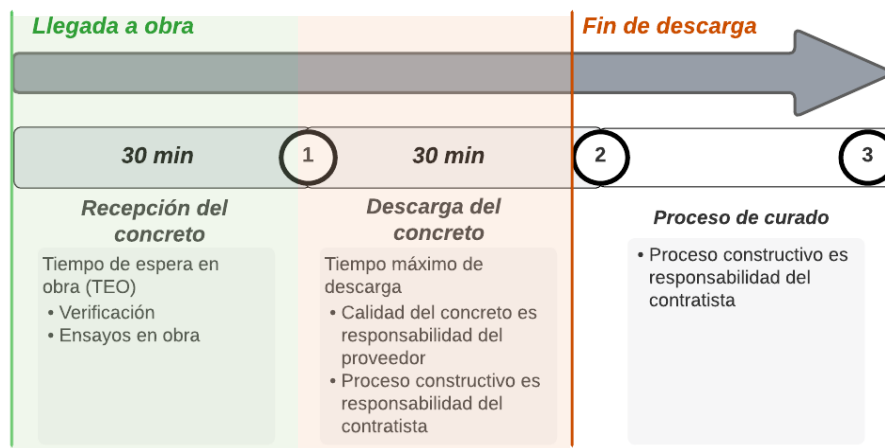 Llegada a obra
Fin de descarga
30 min
1
30 min
2
3
Recepción del
concreto
Tiempo de espera en
obra (TEO)
• Verificación
• Ensayos en obra
Descarga del
concreto
Tiempo máximo de
descarga
• Calidad del concreto es
responsabilidad del
proveedor
• Proceso constructivo es
responsabilidad del
contratista
Proceso de curado
• Proceso constructivo es
responsabilidad del
contratista